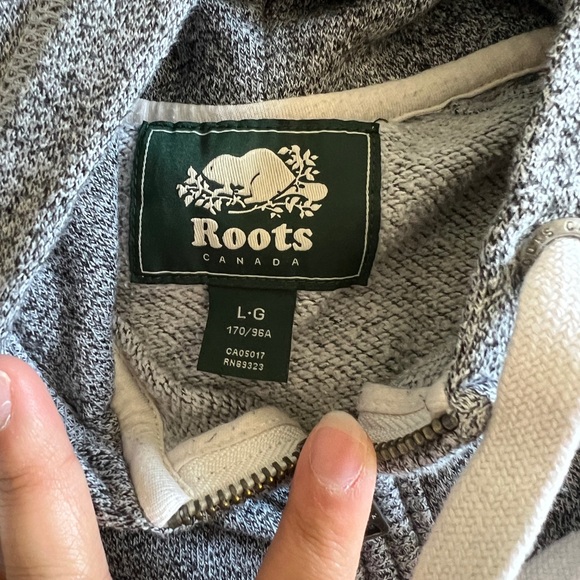 Roots
CANADA
L·G
170/96A
CA05017
RN89323